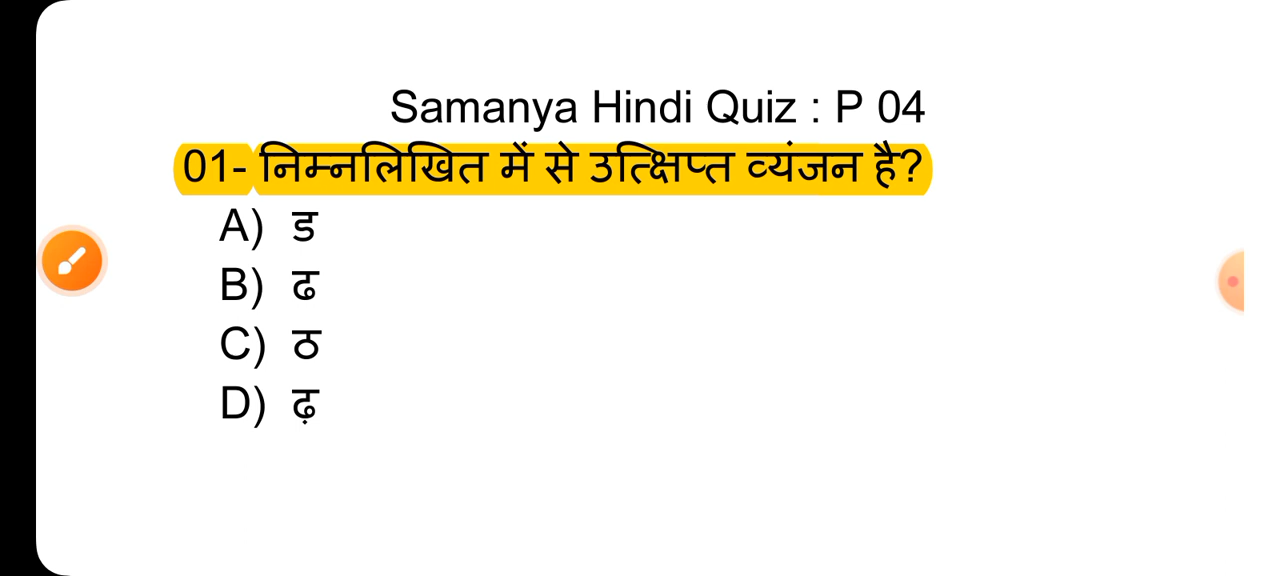 Samanya Hindi Quiz : P 04
01- निम्नलिखित में से उत्क्षिप्त व्यंजन है?
A) ड
B) ढ
C) ठ
D) ढ़